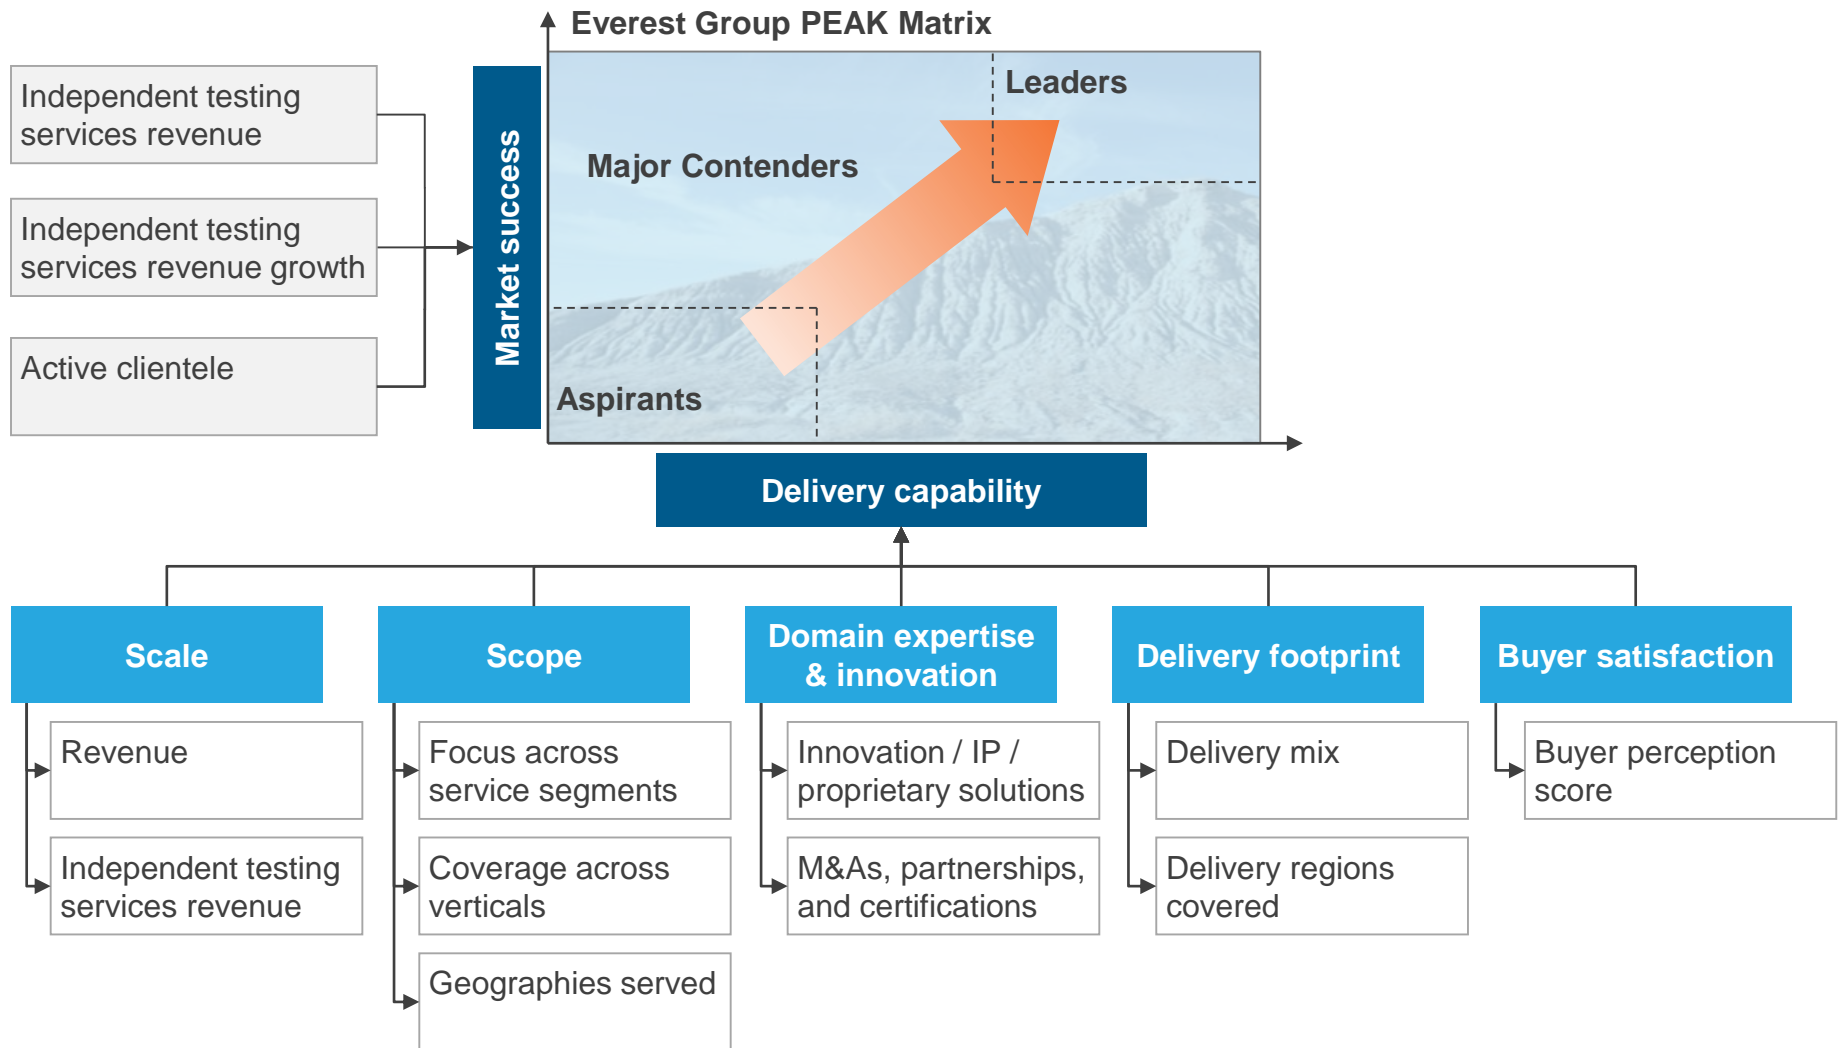 Everest Group PEAK Matrix
Independent testing
services revenue
Independent testing
services revenue growth
Active clientele
Market success
Leaders
Major Contenders
Aspirants
Delivery capability
Scale
Revenue
Independent testing
services revenue
Scope
Focus across
service segments
Coverage across
verticals
Geographies served
Domain expertise
& innovation
Innovation / IP /
proprietary solutions
M&As, partnerships,
and certifications
Delivery footprint
Delivery mix
Delivery regions
covered
Buyer satisfaction
Buyer perception
score